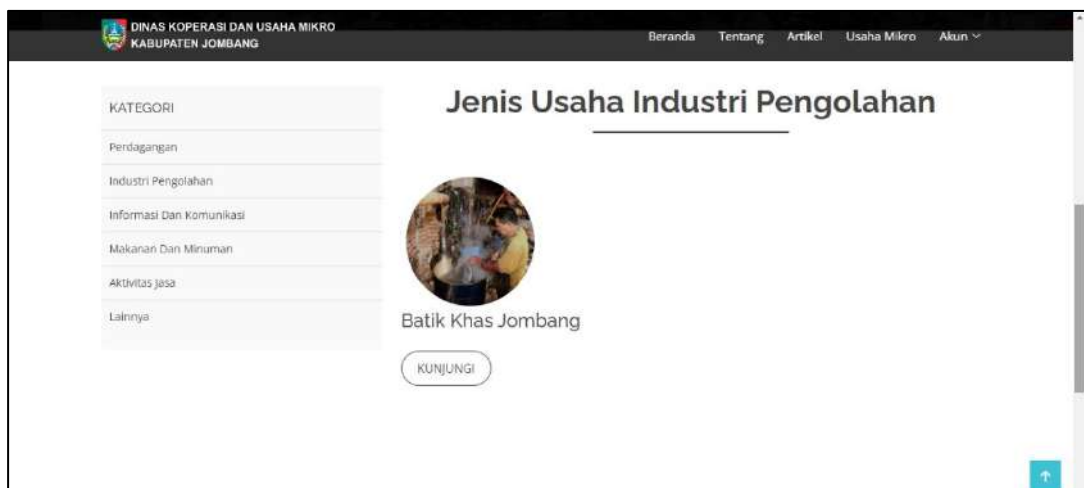 DINAS KOPERASI DAN USAHA MIKRO
KABUPATEN JOMBANG
Beranda Tentang Artikel Usaha Mikro Akun
KATEGORI
Perdagangan
Industri Pengolahan
Informasi Dan Komunikasi
Makanan Dan Minuman
Aktivitas Jasa
Lainnya
Jenis Usaha Industri Pengolahan
Batik Khas Jombang
KUNJUNGI